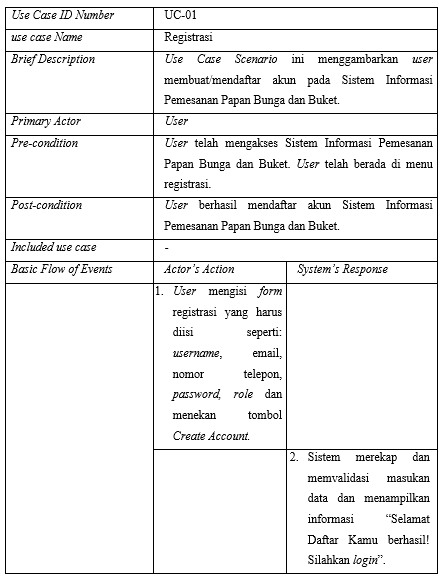 Use Case ID Number UC-01
use case Name Registrasi
Brief Description Use Case Scenario ini menggambarkan user
membuat/mendaftar akun pada Sistem Informasi
Pemesanan Papan Bunga dan Buket.
Primary Actor User
Pre-condition User telah mengakses Sistem Informasi Pemesanan
Papan Bunga dan Buket. User telah berada di menu
registrasi.
Post-condition User berhasil mendaftar akun Sistem Informasi
Pemesanan Papan Bunga dan Buket.
Included use case -
Basic Flow of Events Actor’s Action System’s Response
1. User mengisi form
registrasi yang harus
diisi seperti:
username, email,
nomor telepon,
password, role dan
menekan tombol
Create Account.
2. Sistem merekap dan
memvalidasi masukan
data dan menampilkan
informasi “Selamat
Daftar Kamu berhasil!
Silahkan login”.